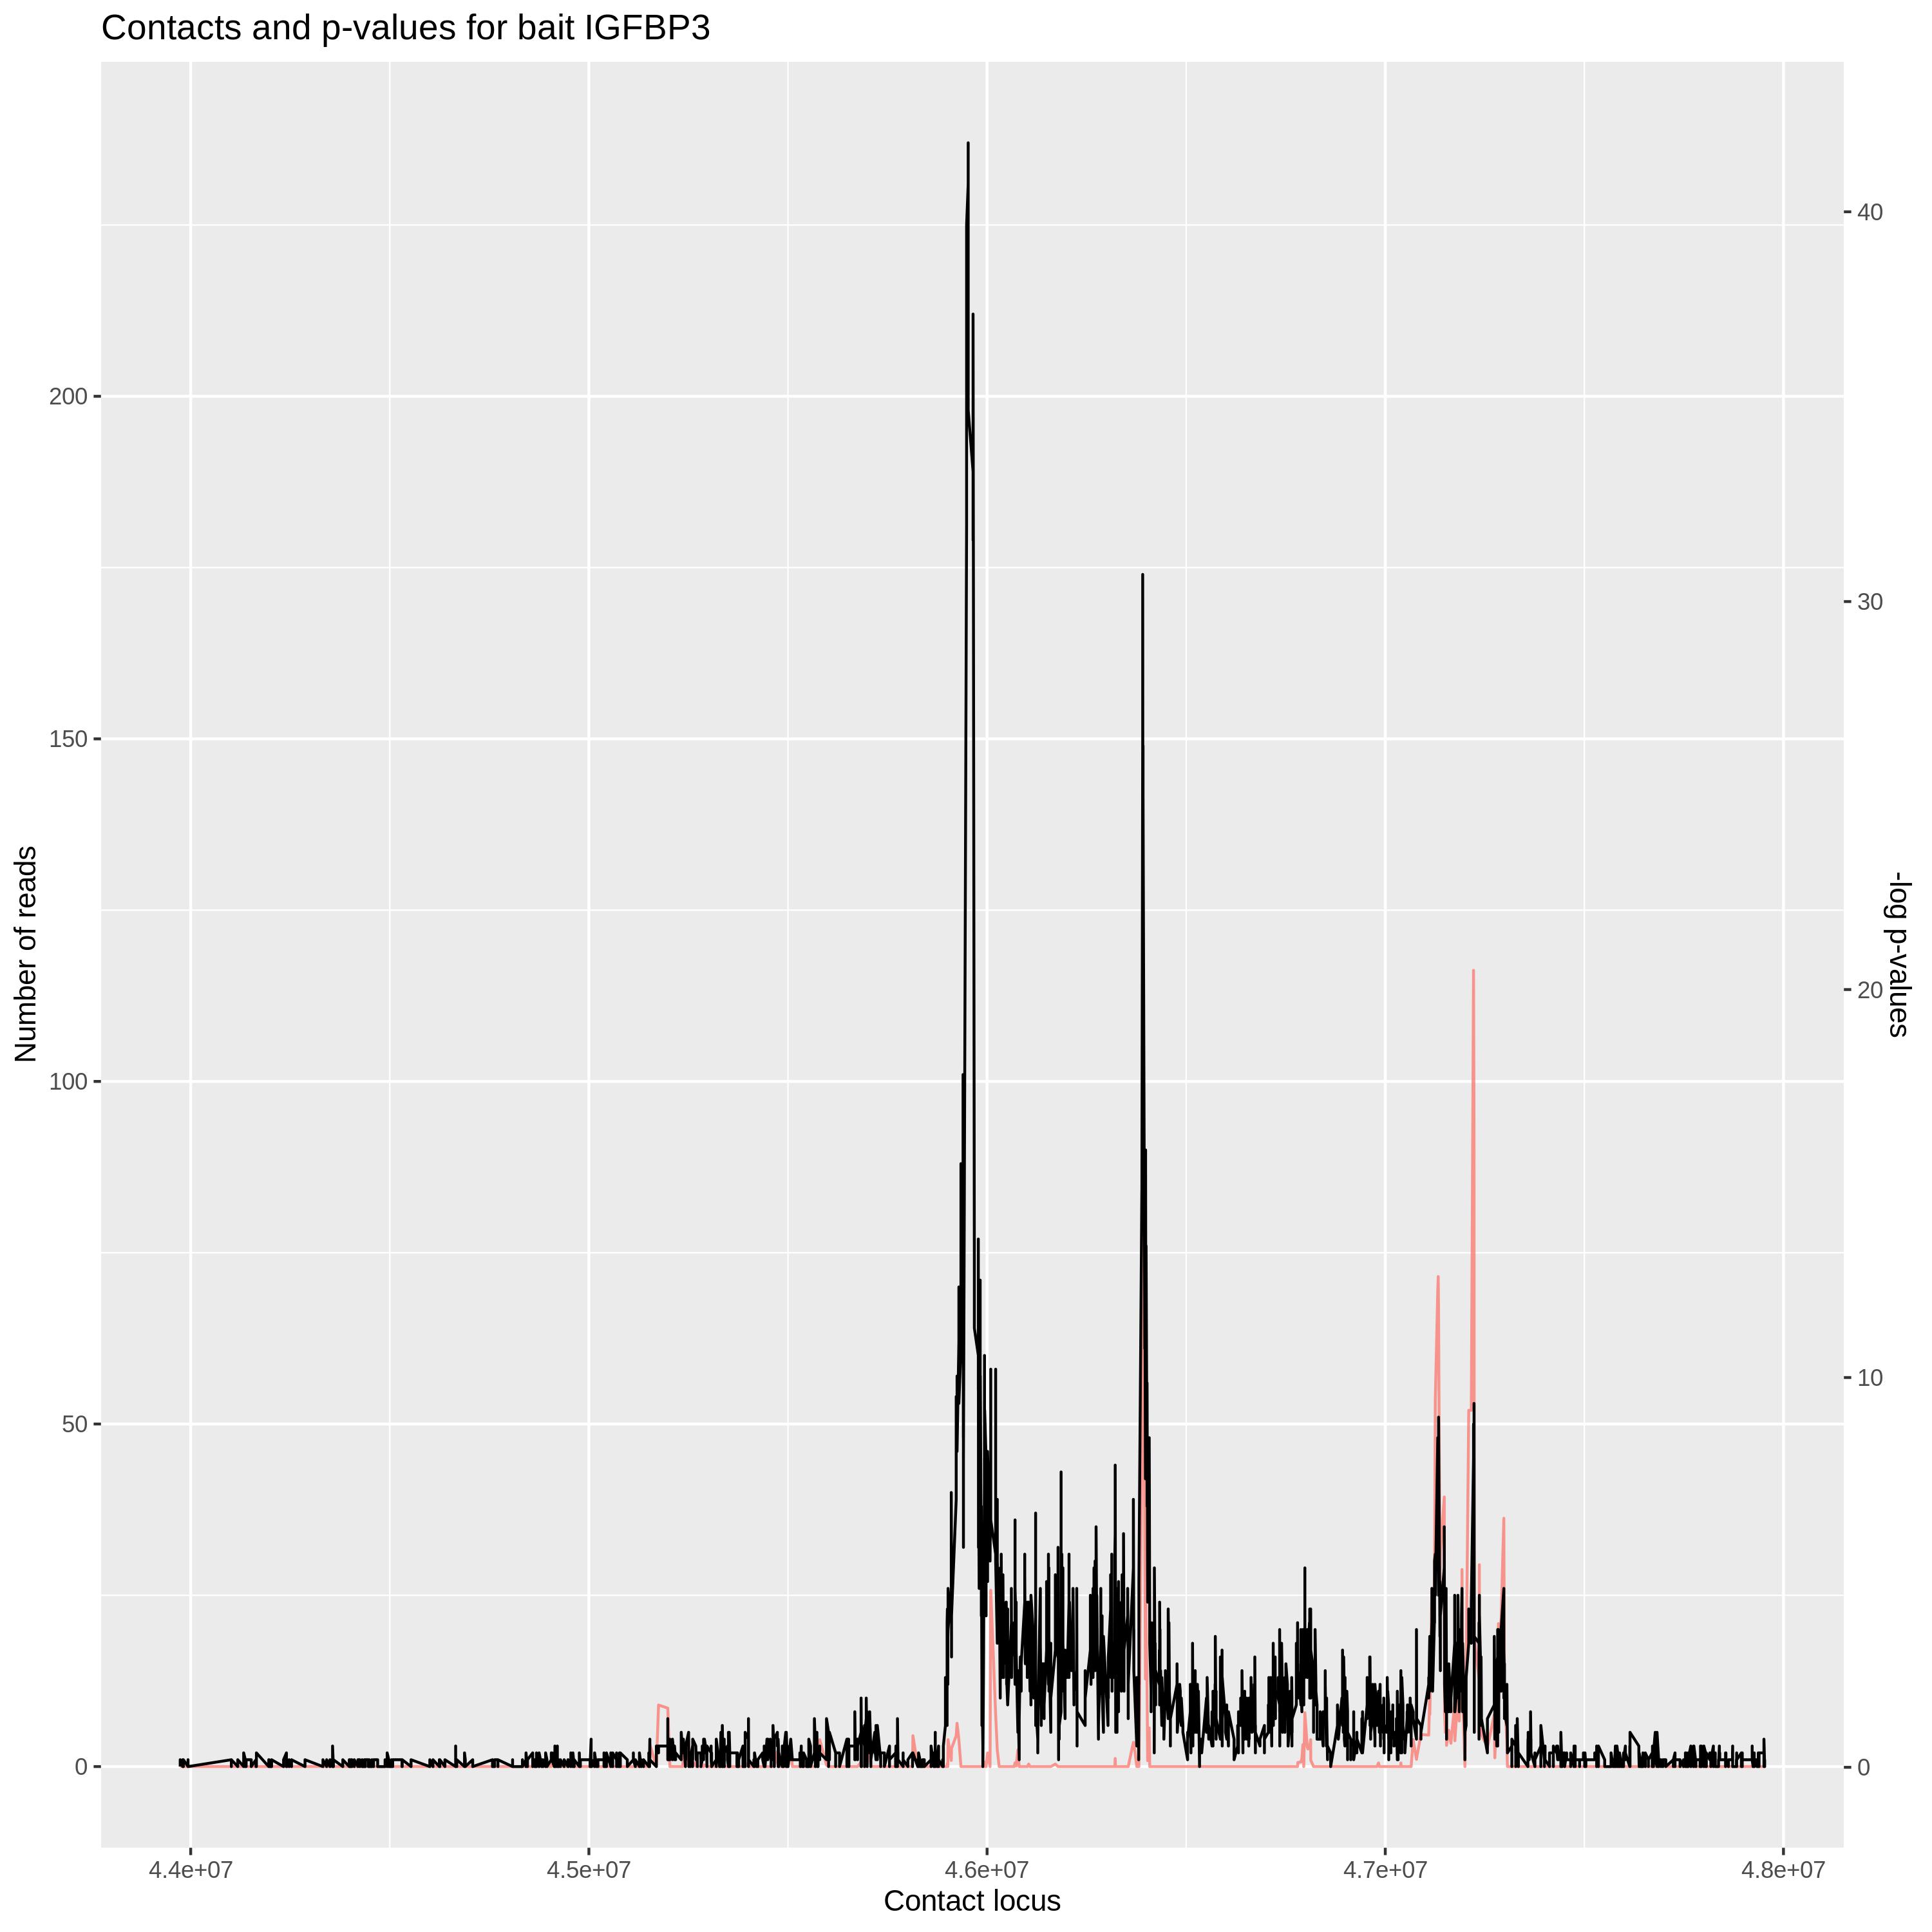 Contacts and p-values for bait IGFBP3
200
150
100
50
0
Number of reads
40
30
20
10
0
-log p-values
4.4e+07 4.5e+07 4.6e+07 4.7e+07 4.8e+07
Contact locus